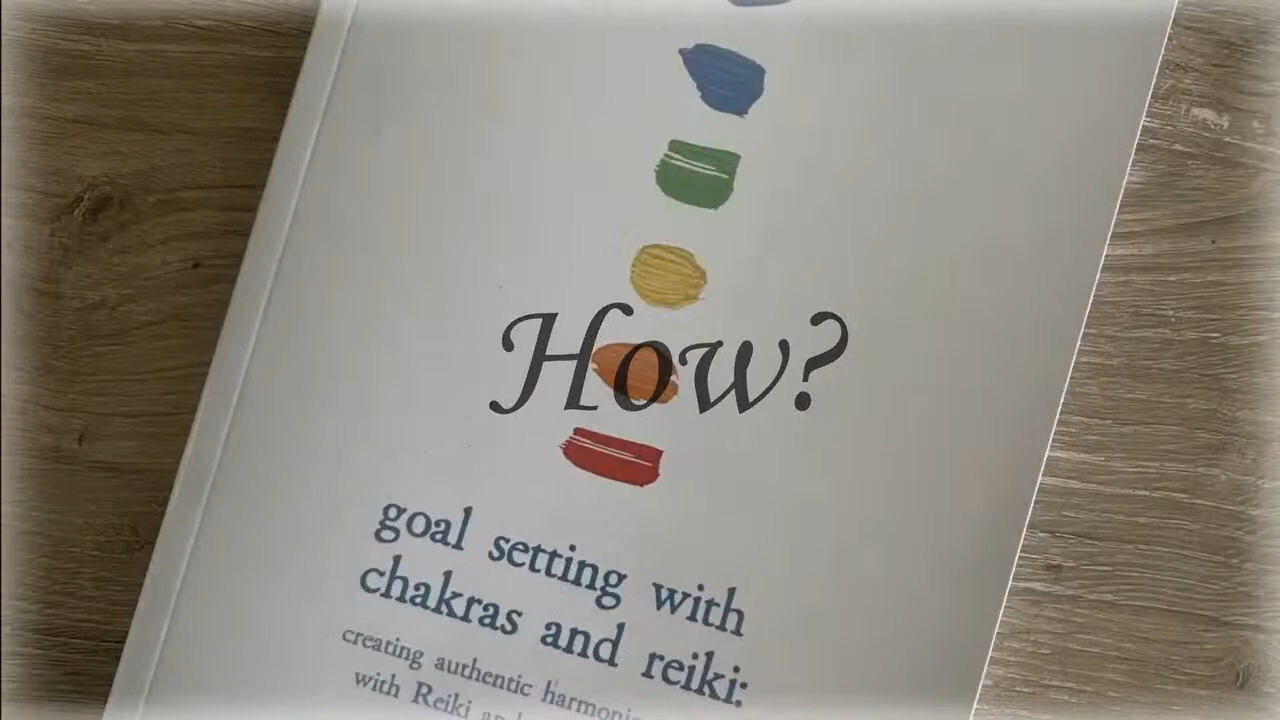 How?
goal setting with
chakras and reiki:
creating authentic
with Reiki